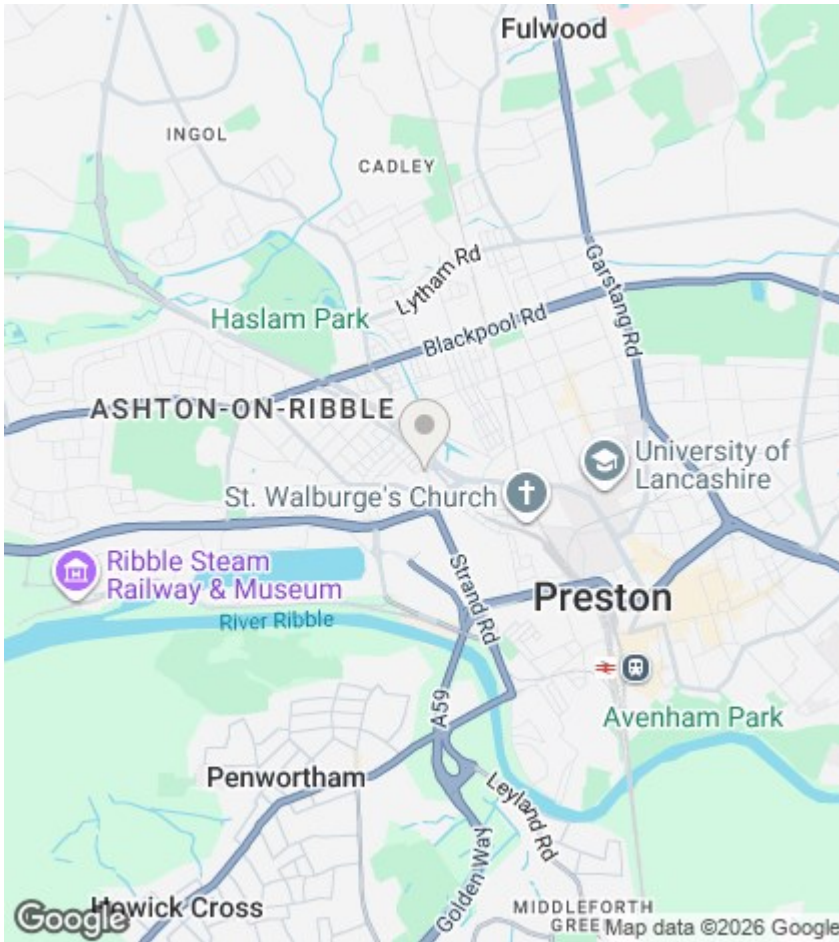 Fulwood
INGOL
CADLEY
Lytham Rd
Garstang Rd
Haslam Park
Blackpool Rd
ASHTON-ON-RIBBLE
University of
Lancashire
St. Walburge's Church
Ribble Steam
Railway & Museum
Strand Rd
Preston
River Ribble
A59
Avenham Park
Penwortham
Leyland Rd
Golden Way
Howick Cross
MIDDLEFORTH
GREEN
Google
Map data ©2026 Google